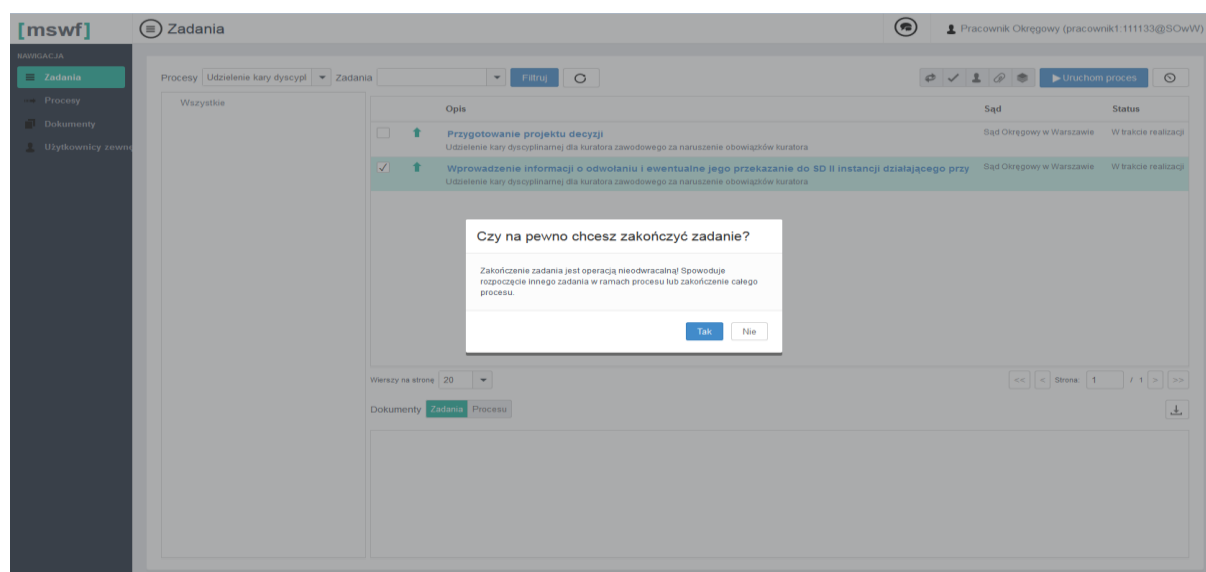 [mswf]
Zadania
Pracownik Okręgowy (pracownik1:111133@SOwW)
NAWIGACJA
Zadania
Procesy
Dokumenty
Użytkownicy zewnę
Procesy Udzielenie kary dyscypl Zadania Filtruj
Uruchom proces
Wszystkie
Opis Sąd Status
Przygotowanie projektu decyzji Sąd Okręgowy w Warszawie W trakcie realizacji
Udzielenie kary dyscyplinarnej dla kuratora zawodowego za naruszenie obowiązków kuratora
Wprowadzenie informacji o odwołaniu i ewentualne jego przekazanie do SD II instancji działającego przy Sąd Okręgowy w Warszawie W trakcie realizacji
Udzielenie kary dyscyplinarnej dla kuratora zawodowego za naruszenie obowiązków kuratora
Czy na pewno chcesz zakończyć zadanie?
Zakończenie zadania jest operacją nieodwracalną! Spowoduje
rozpoczęcie innego zadania w ramach procesu lub zakończenie całego
procesu.
Tak Nie
Wierszy na stronę 20 << < Strona: 1 / 1 > >>
Dokumenty Zadania Procesu